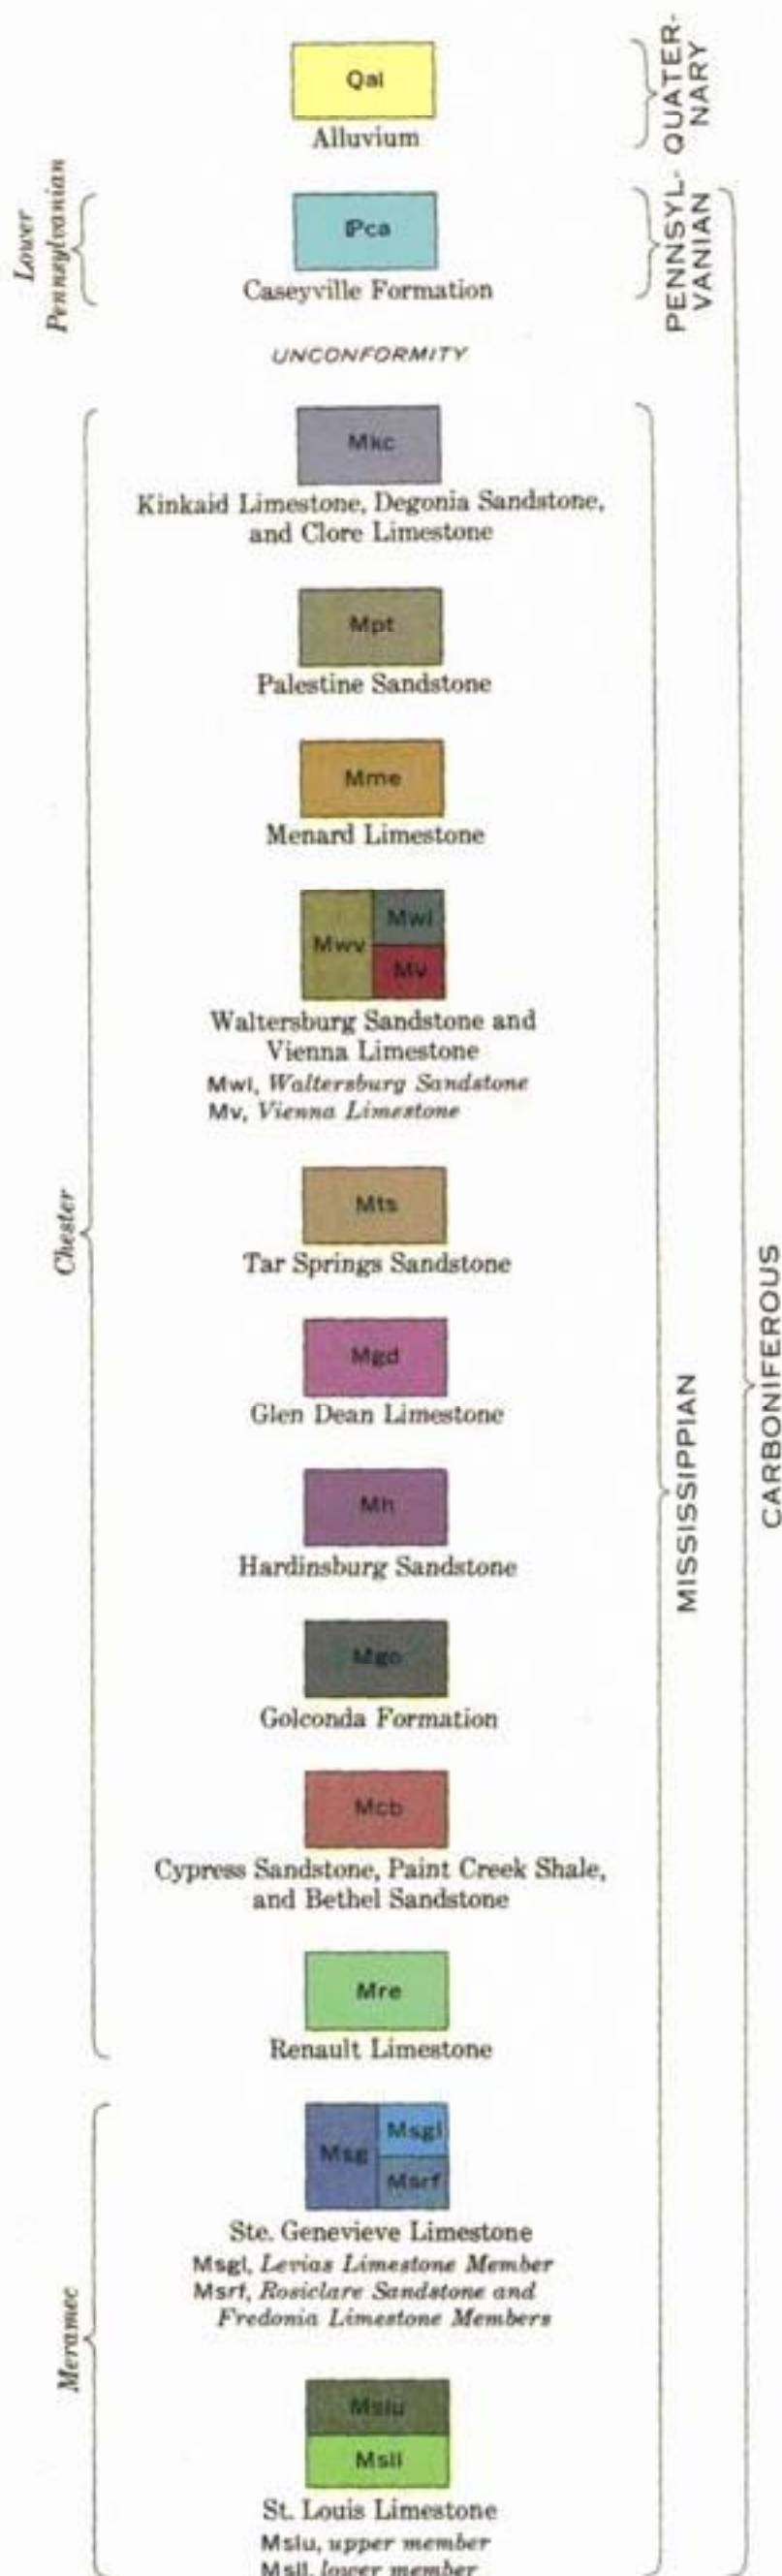 Qal
Alluvium
QUATER-
NARY
Lower
Pennsylvanian
ℙca
Caseyville Formation
PENNSYL-
VANIAN
UNCONFORMITY
Mkc
Kinkaid Limestone, Degonia Sandstone,
and Clore Limestone
Mpt
Palestine Sandstone
Mme
Menard Limestone
Mwv
Mwl
Mv
Waltersburg Sandstone and
Vienna Limestone
Mwl, Waltersburg Sandstone
Mv, Vienna Limestone
Mts
Tar Springs Sandstone
Chester
Mgd
Glen Dean Limestone
Mh
Hardinsburg Sandstone
MISSISSIPPIAN
CARBONIFEROUS
Mgo
Golconda Formation
Mcb
Cypress Sandstone, Paint Creek Shale,
and Bethel Sandstone
Mre
Renault Limestone
Msg
Msgl
Msrf
Ste. Genevieve Limestone
Msgl, Levias Limestone Member
Msrf, Rosiclare Sandstone and
Fredonia Limestone Members
Meramec
Mslu
Msll
St. Louis Limestone
Mslu, upper member
Msll, lower member